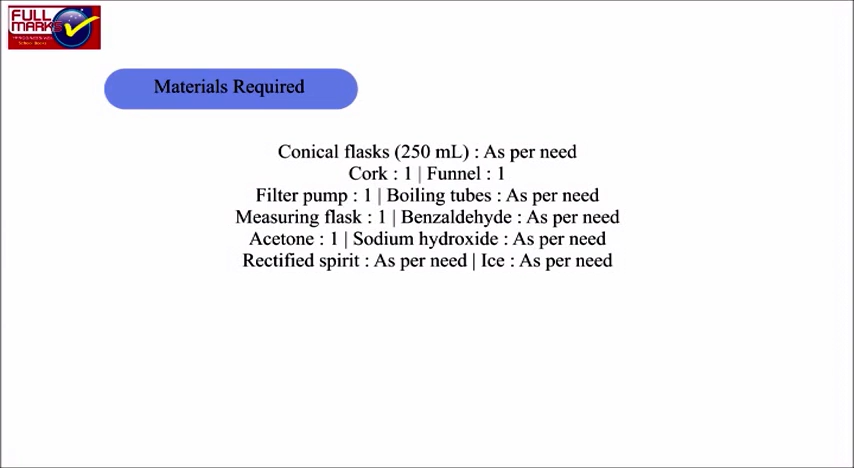 FULL
MARKS
School Books
Materials Required
Conical flasks (250 mL) : As per need
Cork : 1 | Funnel : 1
Filter pump : 1 | Boiling tubes : As per need
Measuring flask : 1 | Benzaldehyde : As per need
Acetone : 1 | Sodium hydroxide : As per need
Rectified spirit : As per need | Ice : As per need